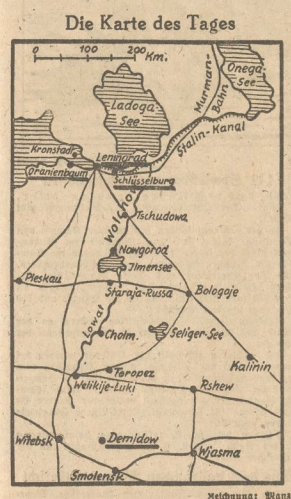 Die Karte des Tages
0 50 100 150 200
Km.
Onega-
See
Ladoga-
See
Murman-
Bahn
Stalin-Kanal
Kronstadt
Leningrad
Oranienbaum
Schlüsselburg
Wolchow
Tschudowa
Nowgorod
Ilmensee
Pleskau
Staraja-Russa
Bologoje
Lowat
Cholm.
Seliger-See
Kalinin
Toropez
Welikije-Luki
Rshew
Witebsk
Demidow
Wjasma
Smolensk
Zeichnung: